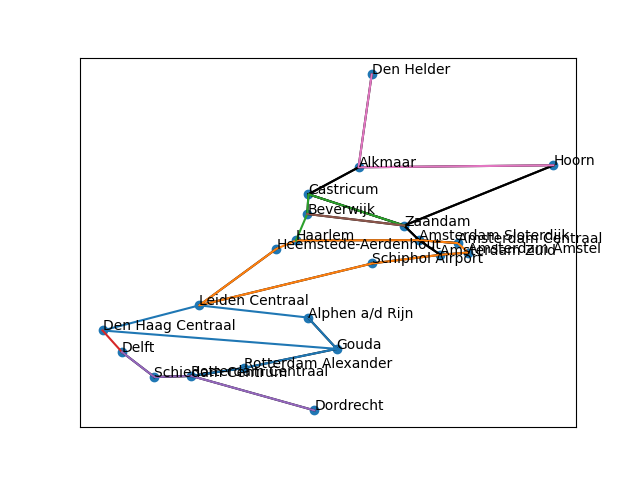 Den Helder
Alkmaar
Hoorn
Castricum
Beverwijk
Zaandam
Haarlem
Amsterdam Sloterdijk
Amsterdam Centraal
Heemstede-Aerdenhout
Amsterdam Amstel
Amsterdam Zuid
Schiphol Airport
Leiden Centraal
Alphen a/d Rijn
Den Haag Centraal
Gouda
Delft
Rotterdam Alexander
Schiedam Centrum
Rotterdam Centraal
Dordrecht